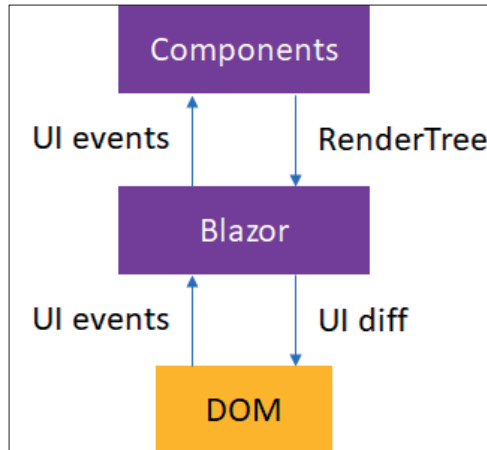 Components
UI events
RenderTree
Blazor
UI events
UI diff
DOM